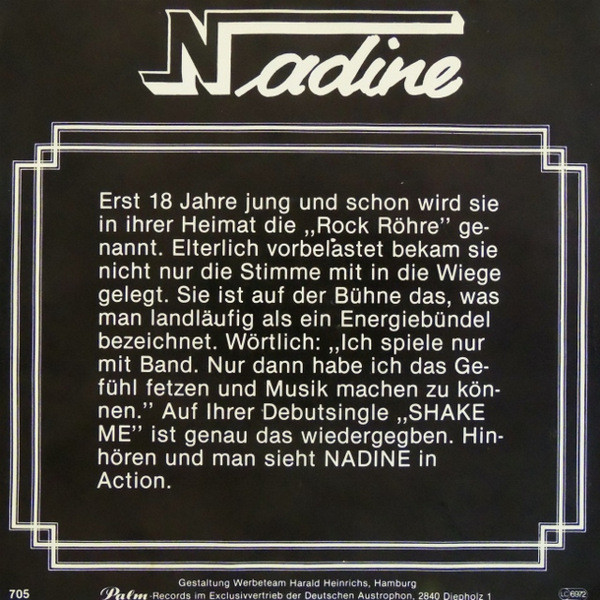 Nadine
Erst 18 Jahre jung und schon wird sie
in ihrer Heimat die „Rock Röhre” ge-
nannt. Elterlich vorbelastet bekam sie
nicht nur die Stimme mit in die Wiege
gelegt. Sie ist auf der Bühne das, was
man landläufig als ein Energiebündel
bezeichnet. Wörtlich: „Ich spiele nur
mit Band. Nur dann habe ich das Ge-
fühl fetzen und Musik machen zu kön-
nen.” Auf Ihrer Debutsingle „SHAKE
ME” ist genau das wiedergegben. Hin-
hören und man sieht NADINE in
Action.
Gestaltung Werbeteam Harald Heinrichs, Hamburg
705 Palm-Records im Exclusivvertrieb der Deutschen Austrophon, 2840 Diepholz 1 LC 6972